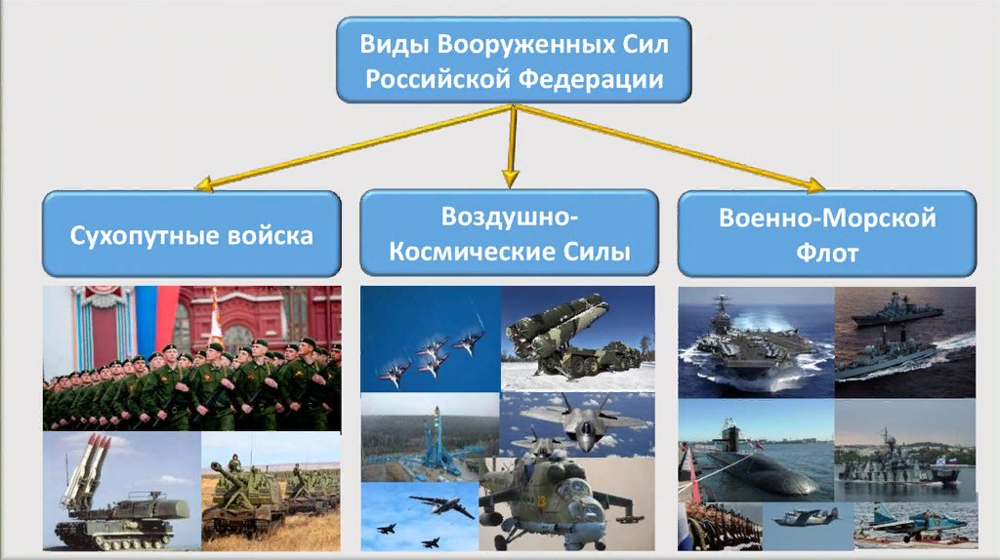 Виды Вооруженных Сил
Российской Федерации
Сухопутные войска
Воздушно-
Космические Силы
Военно-Морской
Флот